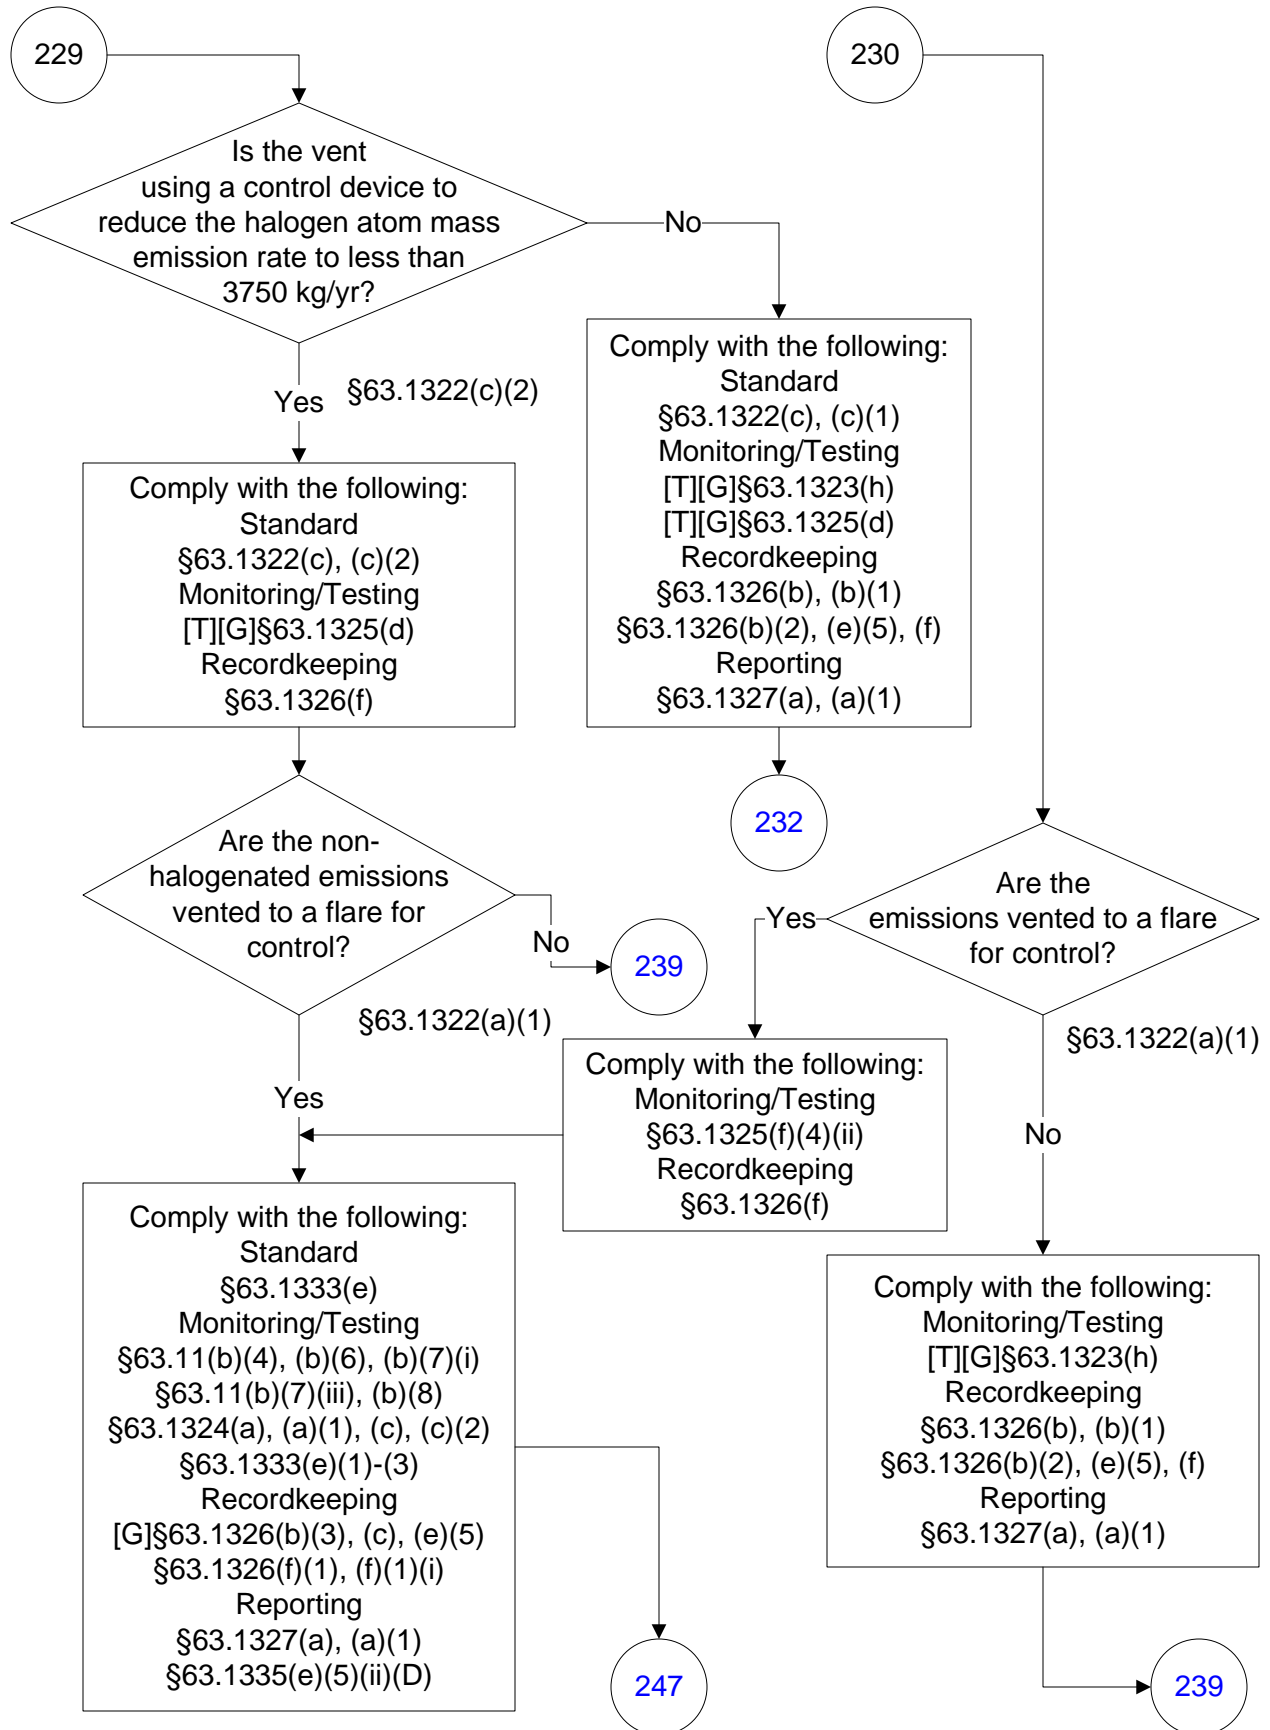 229
230
Is the vent
using a control device to
reduce the halogen atom mass
emission rate to less than
3750 kg/yr?
No
Yes
§63.1322(c)(2)
Comply with the following:
Standard
§63.1322(c), (c)(1)
Monitoring/Testing
[T][G]§63.1323(h)
[T][G]§63.1325(d)
Recordkeeping
§63.1326(b), (b)(1)
§63.1326(b)(2), (e)(5), (f)
Reporting
§63.1327(a), (a)(1)
Comply with the following:
Standard
§63.1322(c), (c)(2)
Monitoring/Testing
[T][G]§63.1325(d)
Recordkeeping
§63.1326(f)
232
Are the non-
halogenated emissions
vented to a flare for
control?
No
239
§63.1322(a)(1)
Yes
Are the
emissions vented to a flare
for control?
Yes
§63.1322(a)(1)
No
Comply with the following:
Monitoring/Testing
§63.1325(f)(4)(ii)
Recordkeeping
§63.1326(f)
Comply with the following:
Standard
§63.1333(e)
Monitoring/Testing
§63.11(b)(4), (b)(6), (b)(7)(i)
§63.11(b)(7)(iii), (b)(8)
§63.1324(a), (a)(1), (c), (c)(2)
§63.1333(e)(1)-(3)
Recordkeeping
[G]§63.1326(b)(3), (c), (e)(5)
§63.1326(f)(1), (f)(1)(i)
Reporting
§63.1327(a), (a)(1)
§63.1335(e)(5)(ii)(D)
Comply with the following:
Monitoring/Testing
[T][G]§63.1323(h)
Recordkeeping
§63.1326(b), (b)(1)
§63.1326(b)(2), (e)(5), (f)
Reporting
§63.1327(a), (a)(1)
247
239